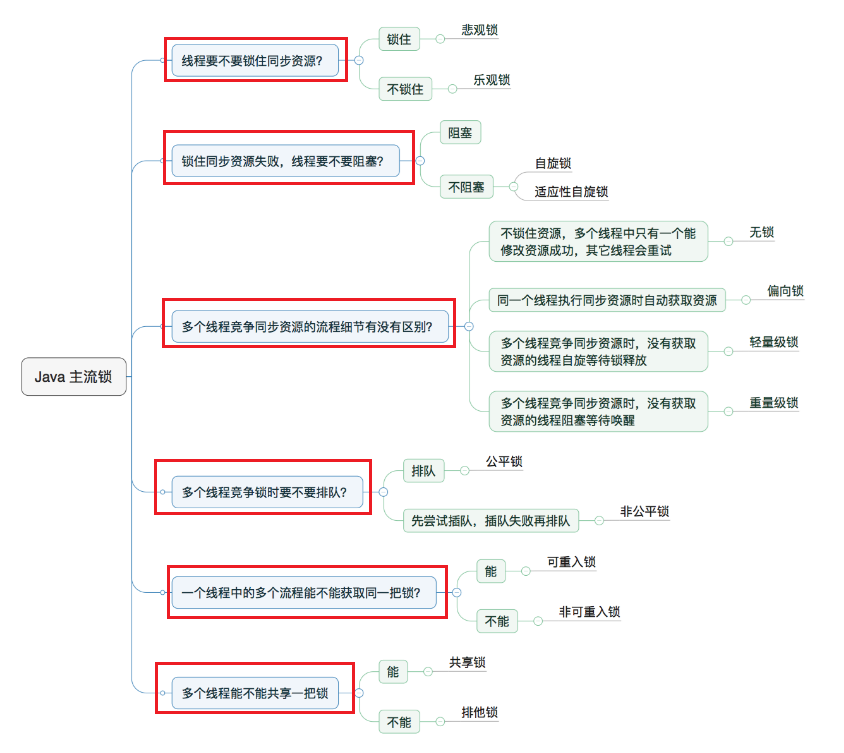 Java 主流锁
线程要不要锁住同步资源?
锁住
悲观锁
不锁住
乐观锁
锁住同步资源失败，线程要不要阻塞?
阻塞
不阻塞
自旋锁
适应性自旋锁
多个线程竞争同步资源的流程细节有没有区别?
不锁住资源，多个线程中只有一个能
修改资源成功，其它线程会重试
无锁
同一个线程执行同步资源时自动获取资源
偏向锁
多个线程竞争同步资源时，没有获取
资源的线程自旋等待锁释放
轻量级锁
多个线程竞争同步资源时，没有获取
资源的线程阻塞等待唤醒
重量级锁
多个线程竞争锁时要不要排队?
排队
公平锁
先尝试插队，插队失败再排队
非公平锁
一个线程中的多个流程能不能获取同一把锁?
能
可重入锁
不能
非可重入锁
多个线程能不能共享一把锁
能
共享锁
不能
排他锁